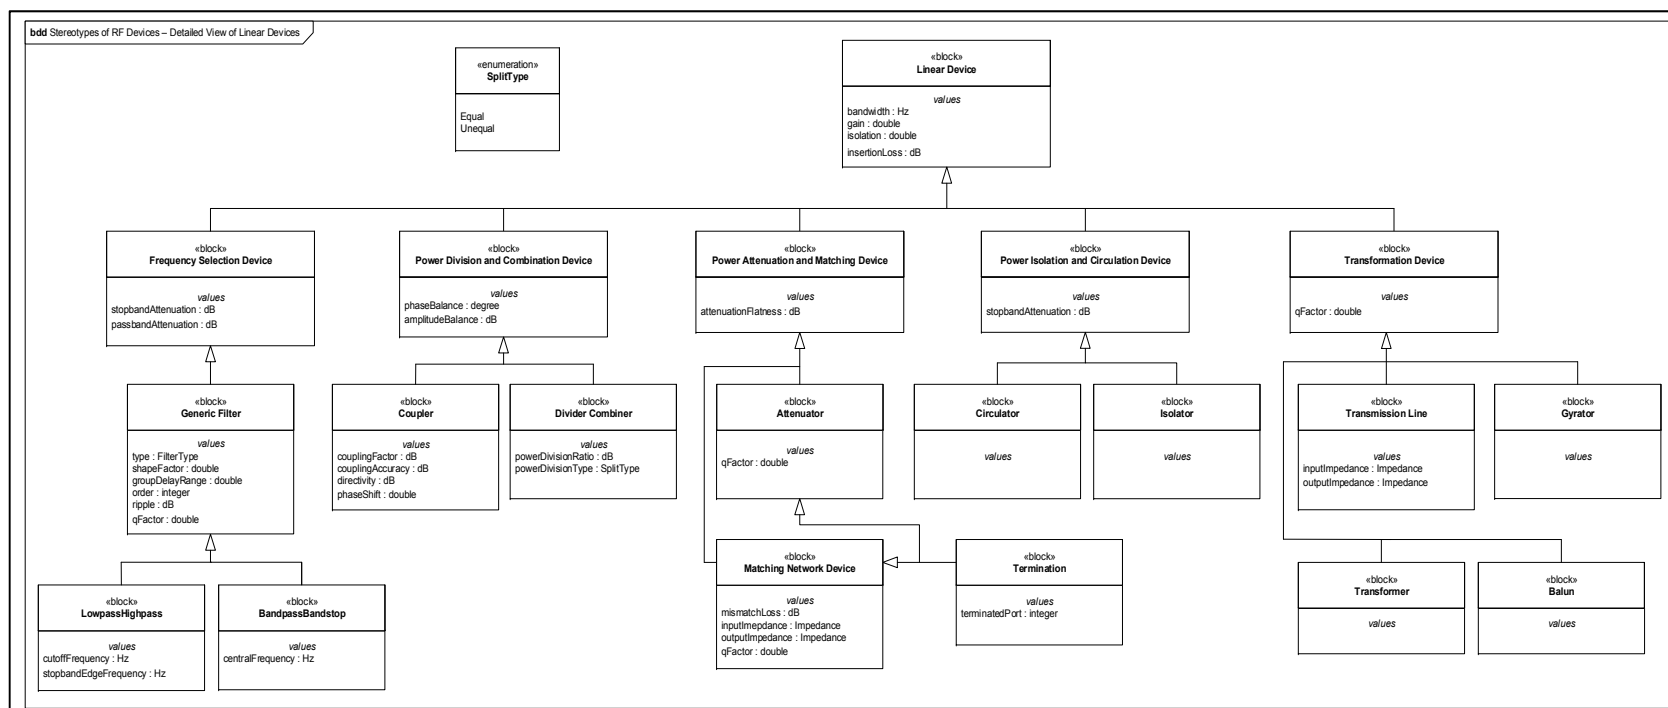 bdd Stereotypes of RF Devices – Detailed View of Linear Devices
«enumeration»
SplitType
Equal
Unequal
«block»
Linear Device
values
bandwidth : Hz
gain : double
isolation : double
insertionLoss : dB
«block»
Frequency Selection Device
values
stopbandAttenuation : dB
passbandAttenuation : dB
«block»
Power Division and Combination Device
values
phaseBalance : degree
amplitudeBalance : dB
«block»
Power Attenuation and Matching Device
values
attenuationFlatness : dB
«block»
Power Isolation and Circulation Device
values
stopbandAttenuation : dB
«block»
Transformation Device
values
qFactor : double
«block»
Generic Filter
values
type : FilterType
shapeFactor : double
groupDelayRange : double
order : integer
ripple : dB
qFactor : double
«block»
Coupler
values
couplingFactor : dB
couplingAccuracy : dB
directivity : dB
phaseShift : double
«block»
Divider Combiner
values
powerDivisionRatio : dB
powerDivisionType : SplitType
«block»
Attenuator
values
qFactor : double
«block»
Circulator
values
«block»
Isolator
values
«block»
Transmission Line
values
inputImpedance : Impedance
outputImpedance : Impedance
«block»
Gyrator
values
«block»
LowpassHighpass
values
cutoffFrequency : Hz
stopbandEdgeFrequency : Hz
«block»
BandpassBandstop
values
centralFrequency : Hz
«block»
Matching Network Device
values
mismatchLoss : dB
inputImepdance : Impedance
outputImpedance : Impedance
qFactor : double
«block»
Termination
values
terminatedPort : integer
«block»
Transformer
values
«block»
Balun
values